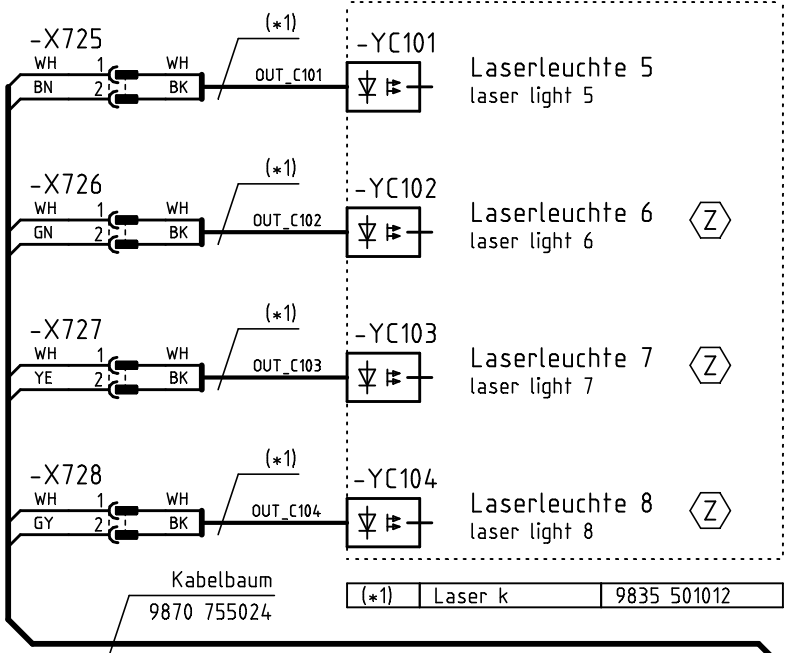 (*1)
-X725
-YC101
WH 1 WH
OUT_C101
BN 2 BK
Laserleuchte 5
laser light 5
(*1)
-X726
-YC102
WH 1 WH
OUT_C102
GN 2 BK
Laserleuchte 6
laser light 6
Z
(*1)
-X727
-YC103
WH 1 WH
OUT_C103
YE 2 BK
Laserleuchte 7
laser light 7
Z
(*1)
-X728
-YC104
WH 1 WH
OUT_C104
GY 2 BK
Laserleuchte 8
laser light 8
Z
Kabelbaum
9870 755024
(*1) Laser k 9835 501012